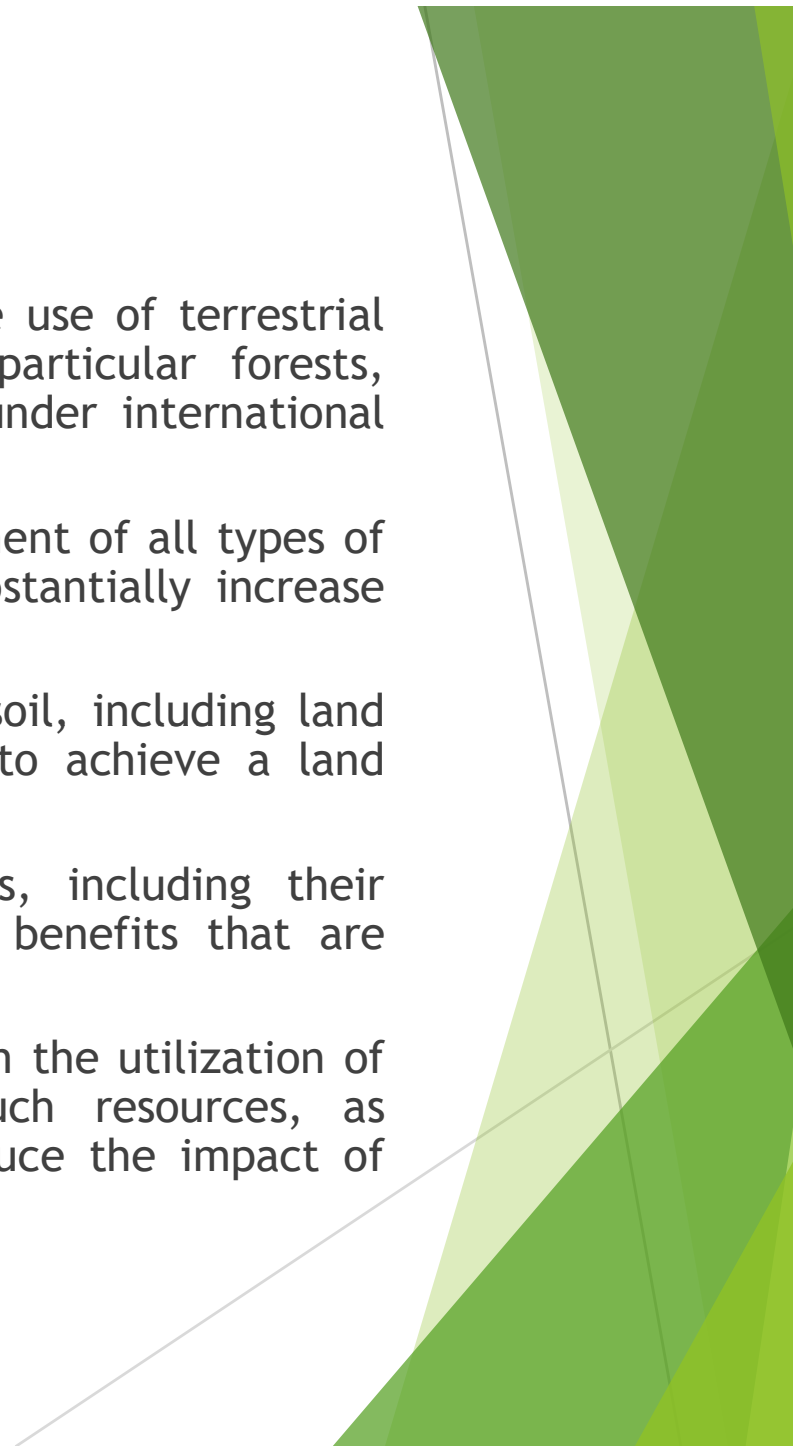 use of terrestrial
particular forests,
under international
ent of all types of
stantially increase
soil, including land
to achieve a land
s, including their
benefits that are
the utilization of
uch resources, as
uce the impact of